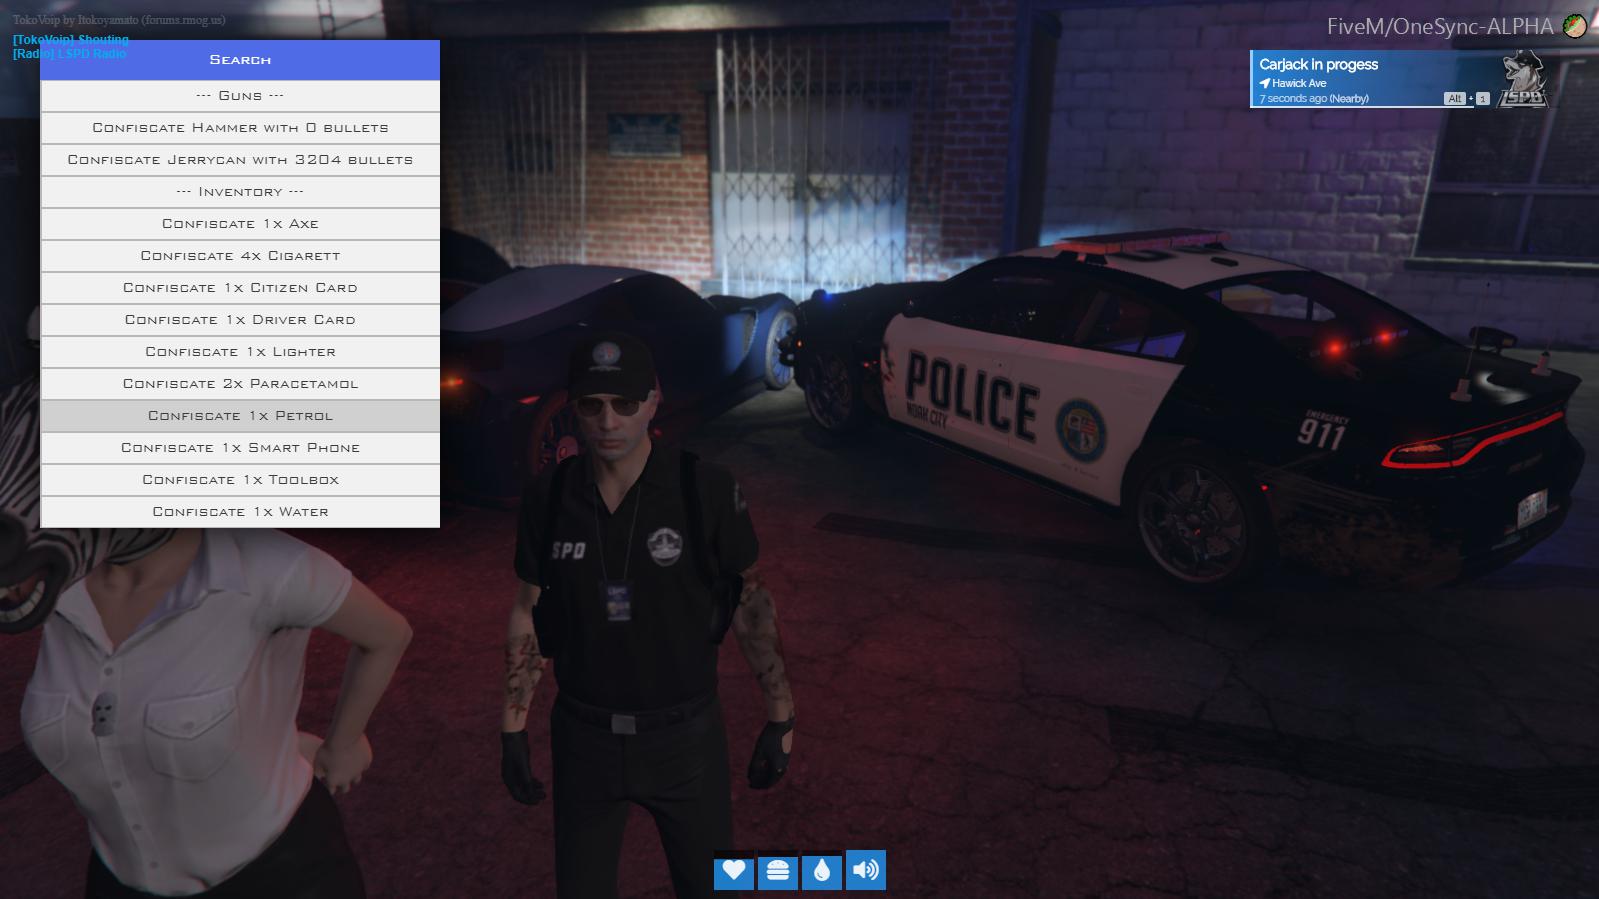 TokoVoip by Itokoyamato (forums.rmog.us)
[TokoVoip] Shouting
[Radio] LSPD Radio
Search
--- Guns ---
Confiscate Hammer with 0 bullets
Confiscate Jerrycan with 3204 bullets
--- Inventory ---
Confiscate 1x Axe
Confiscate 4x Cigarett
Confiscate 1x Citizen Card
Confiscate 1x Driver Card
Confiscate 1x Lighter
Confiscate 2x Paracetamol
Confiscate 1x Petrol
Confiscate 1x Smart Phone
Confiscate 1x Toolbox
Confiscate 1x Water
FiveM/OneSync-ALPHA
Carjack in progess
Hawick Ave
7 seconds ago (Nearby)
Alt + 1
LSPD
POLICE
EMERGENCY
911
SPD